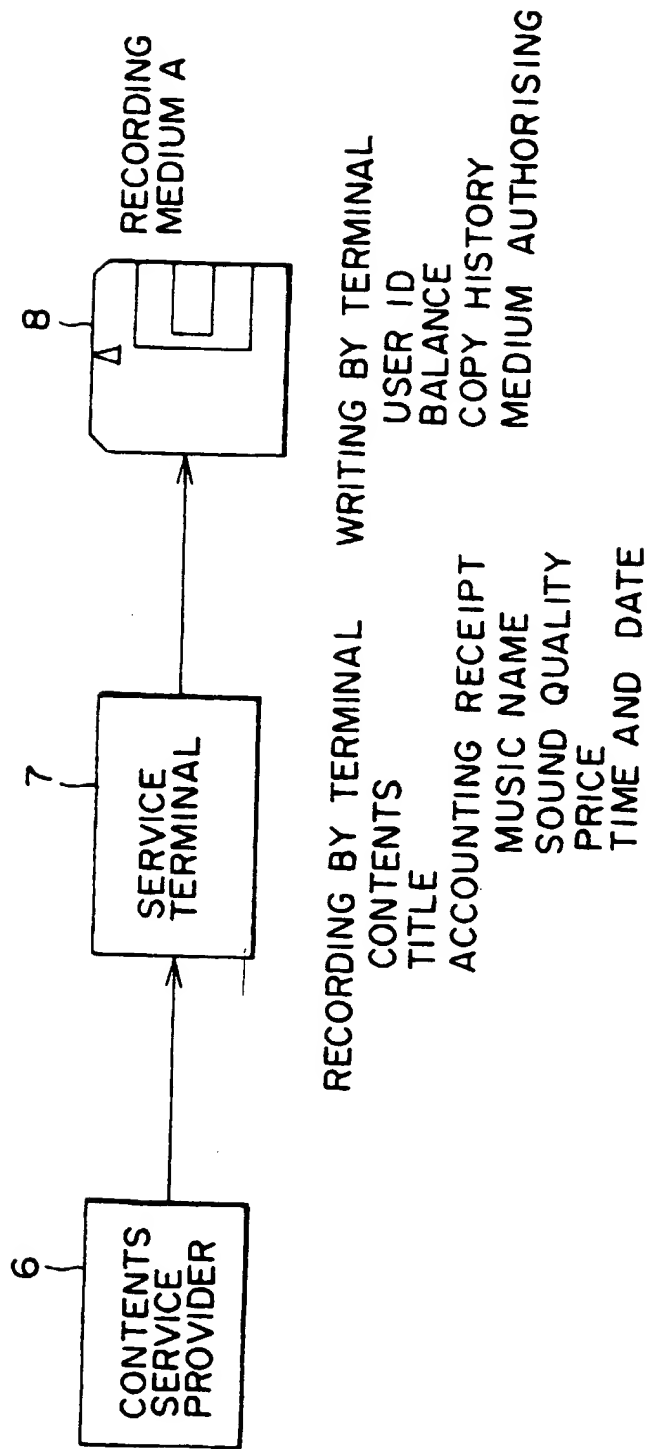 6
CONTENTS
SERVICE
PROVIDER
7
SERVICE
TERMINAL
8
RECORDING
MEDIUM A
RECORDING BY TERMINAL
CONTENTS
TITLE
ACCOUNTING RECEIPT
MUSIC NAME
SOUND QUALITY
PRICE
TIME AND DATE
WRITING BY TERMINAL
USER ID
BALANCE
COPY HISTORY
MEDIUM AUTHORISING